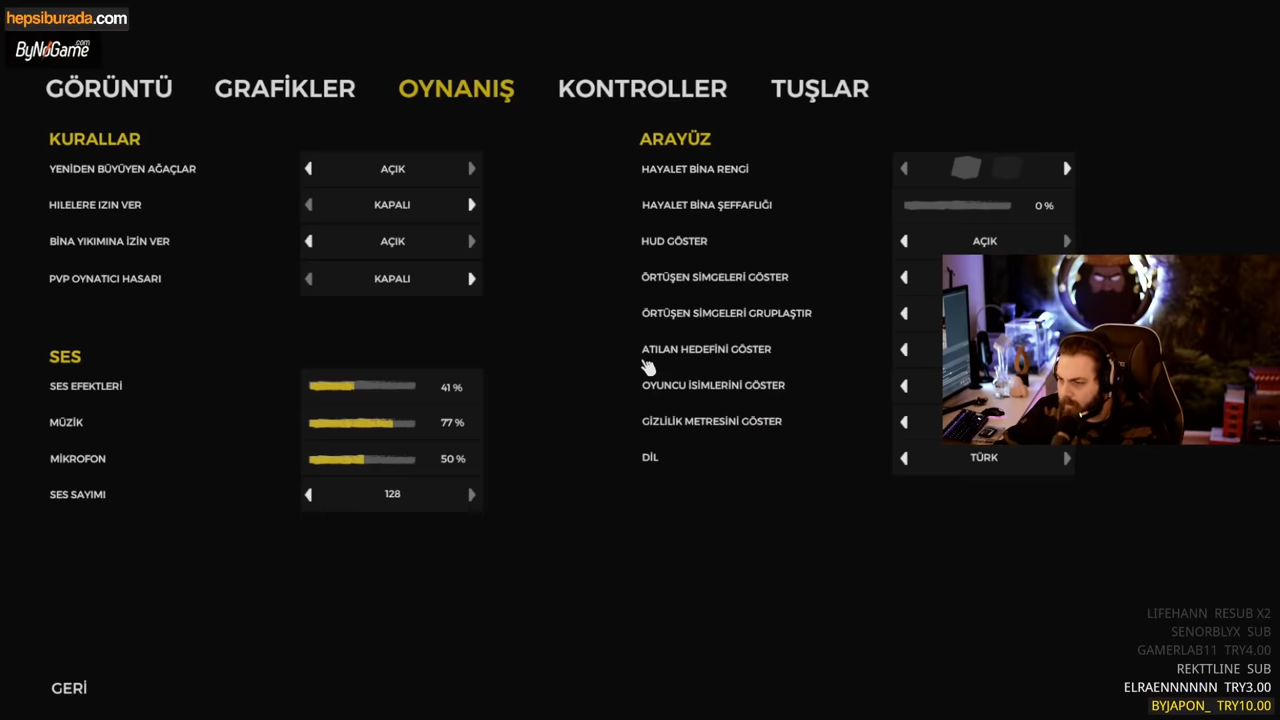 hepsiburada.com
ByNoGame.com
GÖRÜNTÜ GRAFİKLER OYNANIŞ KONTROLLER TUŞLAR
KURALLAR
YENİDEN BÜYÜYEN AĞAÇLAR AÇIK
HILELERE IZIN VER KAPALI
BİNA YIKIMINA İZİN VER AÇIK
PVP OYNATICI HASARI KAPALI
SES
SES EFEKTLERİ 41 %
MÜZİK 77 %
MİKROFON 50 %
SES SAYIMI 128
ARAYÜZ
HAYALET BİNA RENGİ
HAYALET BİNA ŞEFFAFLIĞI 0 %
HUD GÖSTER AÇIK
ÖRTÜŞEN SİMGELERİ GÖSTER
ÖRTÜŞEN SİMGELERİ GRUPLAŞTIR
ATILAN HEDEFİNİ GÖSTER
OYUNCU İSİMLERİNİ GÖSTER
GİZLİLİK METRESİNİ GÖSTER
DİL TÜRK
GERİ
LIFEHANN RESUB X2
SENORBLYX SUB
GAMERLAB11 TRY4.00
REKTTLINE SUB
ELRAENNNNNN TRY3.00
BYJAPON_ TRY10.00